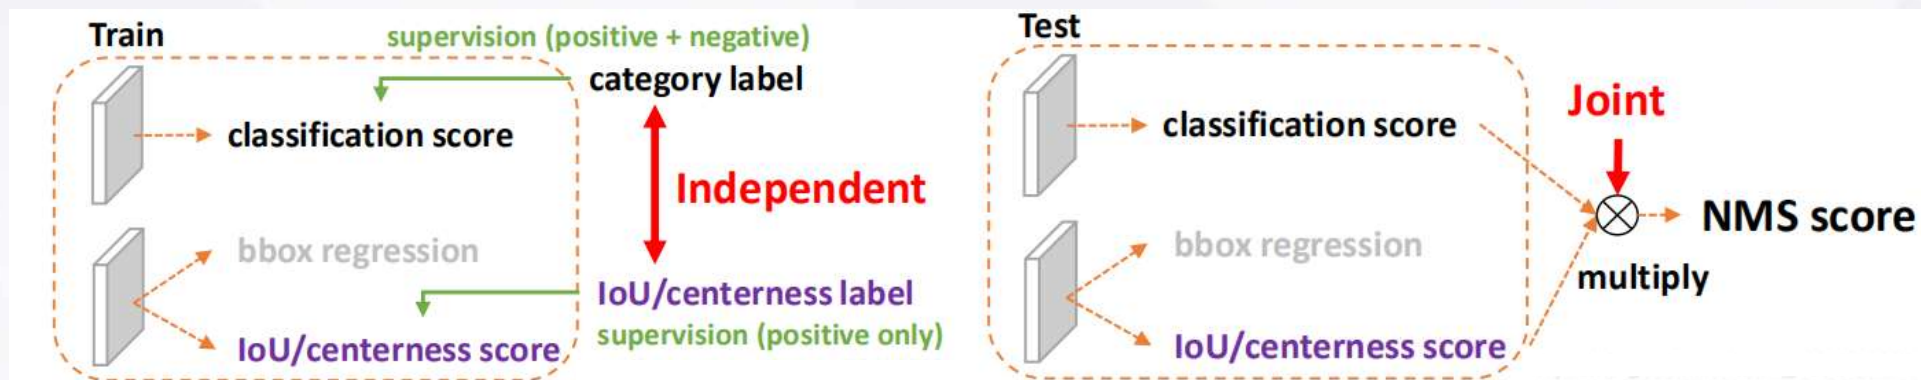 Train
supervision (positive + negative)
category label
classification score
Independent
bbox regression
IoU/centerness label
supervision (positive only)
IoU/centerness score
Test
classification score
Joint
NMS score
multiply
bbox regression
IoU/centerness score